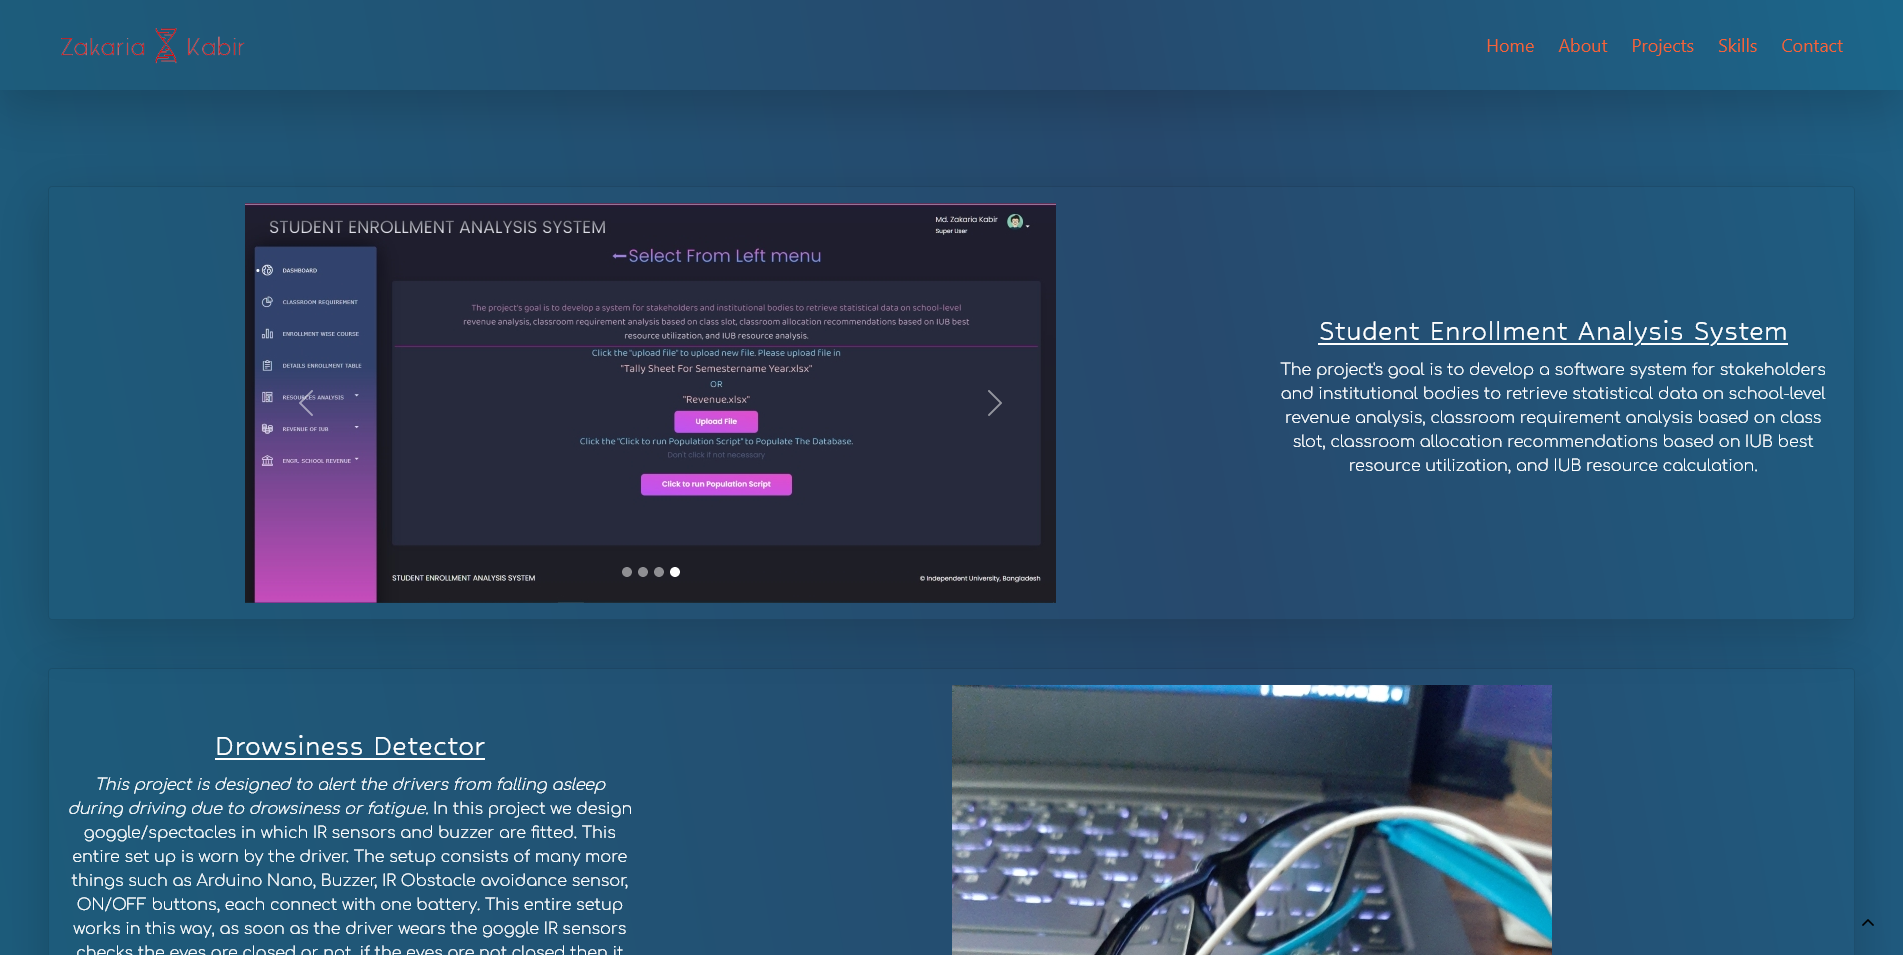 Zakaria Kabir
Home About Projects Skills Contact
STUDENT ENROLLMENT ANALYSIS SYSTEM
Md. Zakaria Kabir
Super User
Select From Left menu
DASHBOARD
CLASSROOM REQUIREMENT
ENROLLMENT WISE COURSE
DETAILS ENROLLMENT TABLE
RESOURCES ANALYSIS
REVENUE OF IUB
ENGR. SCHOOL REVENUE
The project's goal is to develop a system for stakeholders and institutional bodies to retrieve statistical data on school-level
revenue analysis, classroom requirement analysis based on class slot, classroom allocation recommendations based on IUB best
resource utilization, and IUB resource analysis.
Click the "upload file" to upload new file. Please upload file in
"Tally Sheet For Semestername Year.xlsx"
OR
"Revenue.xlsx"
Upload File
Click the "Click to run Population Script" to Populate The Database.
Don't click if not necessary
Click to run Population Script
STUDENT ENROLLMENT ANALYSIS SYSTEM
© Independent University, Bangladesh
Student Enrollment Analysis System
The project's goal is to develop a software system for stakeholders
and institutional bodies to retrieve statistical data on school-level
revenue analysis, classroom requirement analysis based on class
slot, classroom allocation recommendations based on IUB best
resource utilization, and IUB resource calculation.
Drowsiness Detector
This project is designed to alert the drivers from falling asleep
during driving due to drowsiness or fatigue. In this project we design
goggle/spectacles in which IR sensors and buzzer are fitted. This
entire set up is worn by the driver. The setup consists of many more
things such as Arduino Nano, Buzzer, IR Obstacle avoidance sensor,
ON/OFF buttons, each connect with one battery. This entire setup
works in this way, as soon as the driver wears the goggle IR sensors
checks the eyes are closed or not, if the eyes are not closed then it